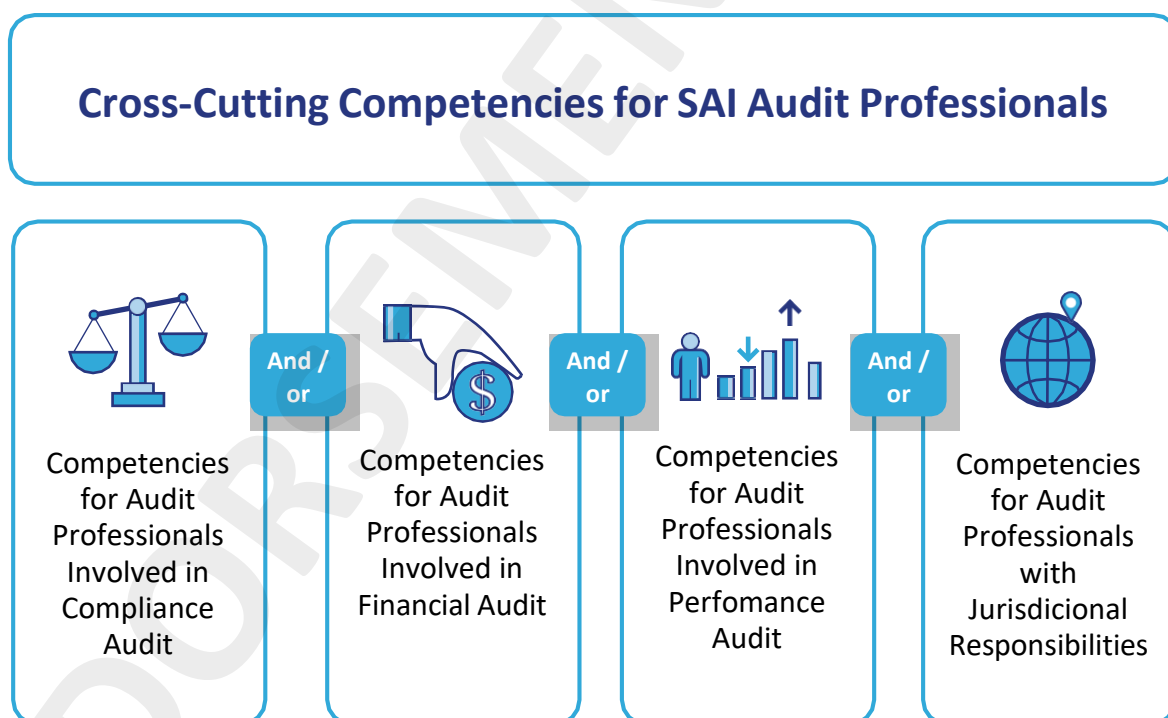 Cross-Cutting Competencies for SAI Audit Professionals
Competencies
for Audit
Professionals
Involved in
Compliance
Audit
And /
or
$
Competencies
for Audit
Professionals
Involved in
Financial Audit
And /
or
Competencies
for Audit
Professionals
Involved in
Perfomance
Audit
And /
or
Competencies
for Audit
Professionals
with
Jurisdicional
Responsibilities
DORSEMEN